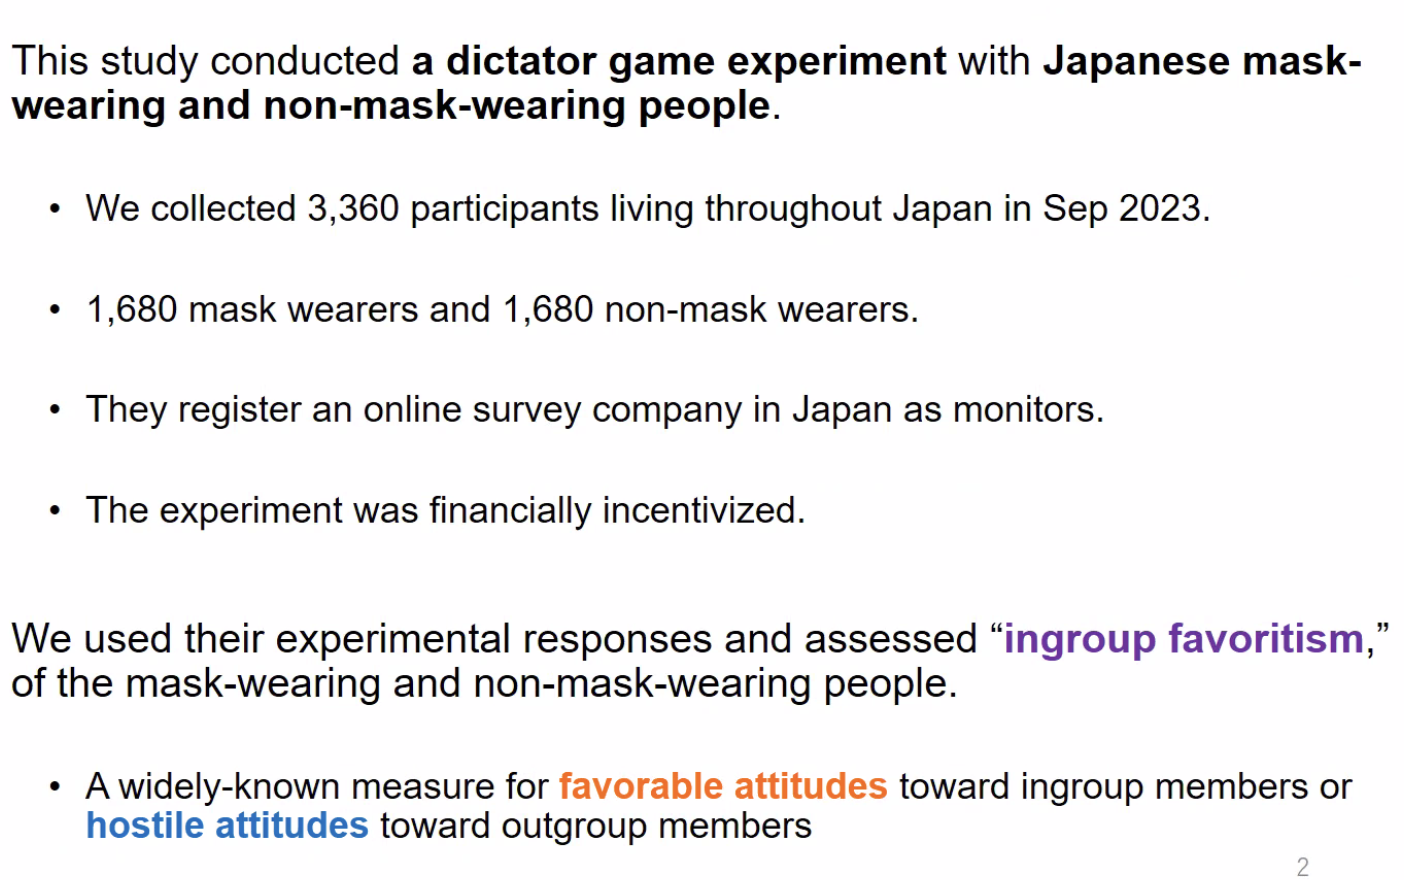 This study conducted a dictator game experiment with Japanese mask-
wearing and non-mask-wearing people.
• We collected 3,360 participants living throughout Japan in Sep 2023.
• 1,680 mask wearers and 1,680 non-mask wearers.
• They register an online survey company in Japan as monitors.
• The experiment was financially incentivized.
We used their experimental responses and assessed “ingroup favoritism,”
of the mask-wearing and non-mask-wearing people.
• A widely-known measure for favorable attitudes toward ingroup members or
hostile attitudes toward outgroup members
2